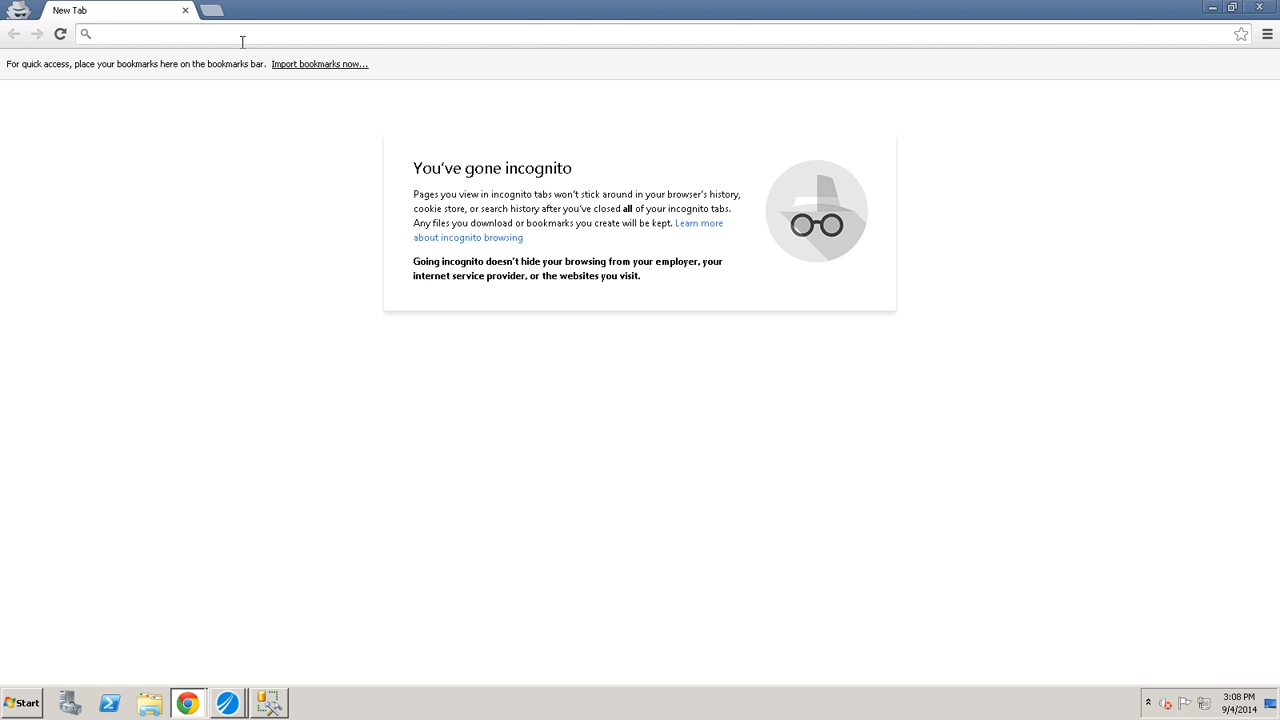 New Tab
For quick access, place your bookmarks here on the bookmarks bar. Import bookmarks now...
You've gone incognito
Pages you view in incognito tabs won't stick around in your browser's history,
cookie store, or search history after you've closed all of your incognito tabs.
Any files you download or bookmarks you create will be kept. Learn more
about incognito browsing
Going incognito doesn't hide your browsing from your employer, your
internet service provider, or the websites you visit.
Start
3:08 PM
9/4/2014